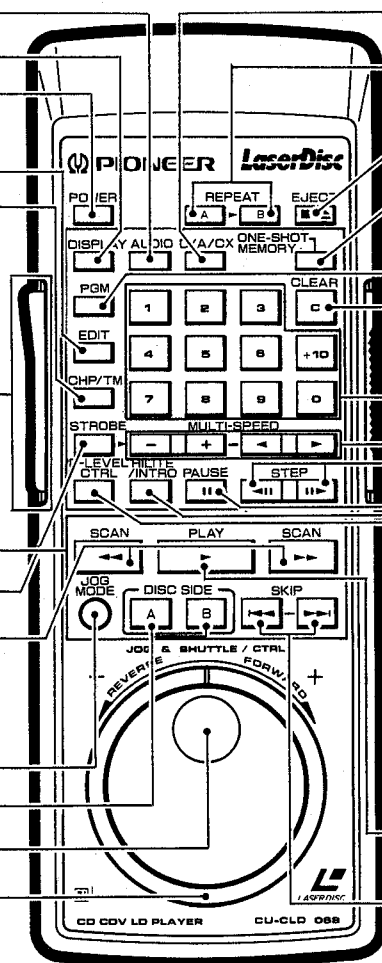 PIONEER LaserDisc
POWER REPEAT EJECT
A B
DISPLAY AUDIO D/A/CX ONE-SHOT MEMORY
PGM CLEAR
1 2 3 C
EDIT
4 5 6 +10
CHP/TM
7 8 9 0
STROBE MULTI-SPEED
− +
D-LEVEL CTRL HILITE /INTRO PAUSE STEP
SCAN PLAY SCAN
JOG MODE DISC SIDE SKIP
A B
JOG & SHUTTLE / CTRL
− REVERSE FORWARD +
LASERDISC
CD CDV LD PLAYER CU-CLD 068